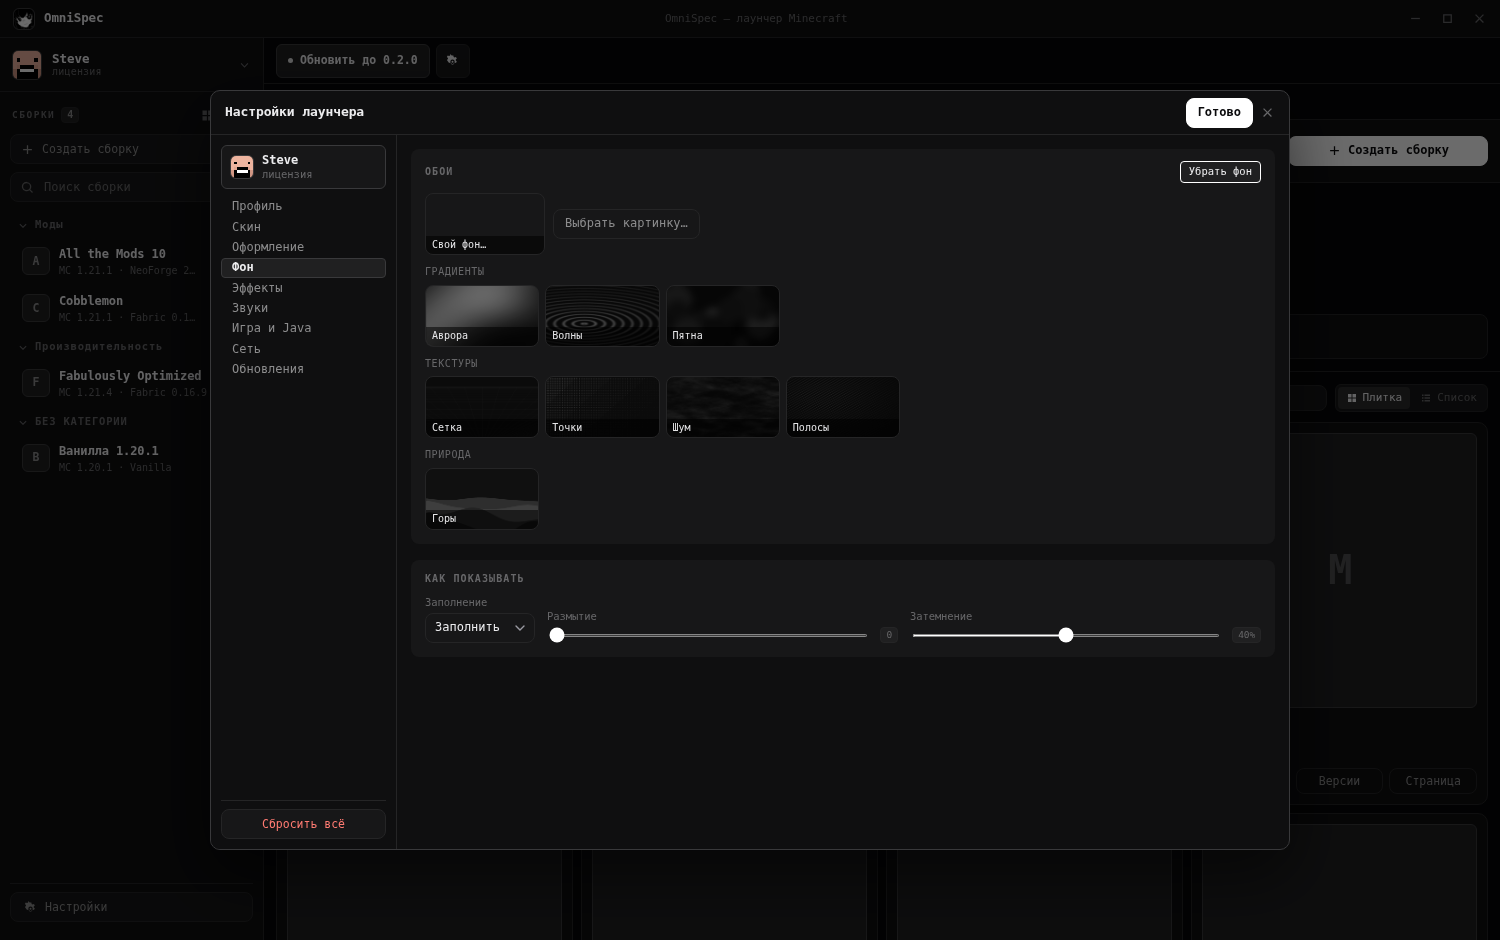 OmniSpec
OmniSpec — лаунчер Minecraft
Steve
лицензия
Обновить до 0.2.0
СБОРКИ 4
Создать сборку
Поиск сборки
Моды
A
All the Mods 10
MC 1.21.1 · NeoForge 2…
C
Cobblemon
MC 1.21.1 · Fabric 0.1…
Производительность
F
Fabulously Optimized
MC 1.21.4 · Fabric 0.16.9
БЕЗ КАТЕГОРИИ
В
Ванилла 1.20.1
MC 1.20.1 · Vanilla
Настройки
Настройки лаунчера
Готово
Steve
лицензия
Профиль
Скин
Оформление
Фон
Эффекты
Звуки
Игра и Java
Сеть
Обновления
Сбросить всё
ОБОИ
Убрать фон
Свой фон…
Выбрать картинку…
ГРАДИЕНТЫ
Аврора
Волны
Пятна
ТЕКСТУРЫ
Сетка
Точки
Шум
Полосы
ПРИРОДА
Горы
КАК ПОКАЗЫВАТЬ
Заполнение
Заполнить
Размытие
0
Затемнение
40%
Создать сборку
Плитка
Список
M
Версии
Страница